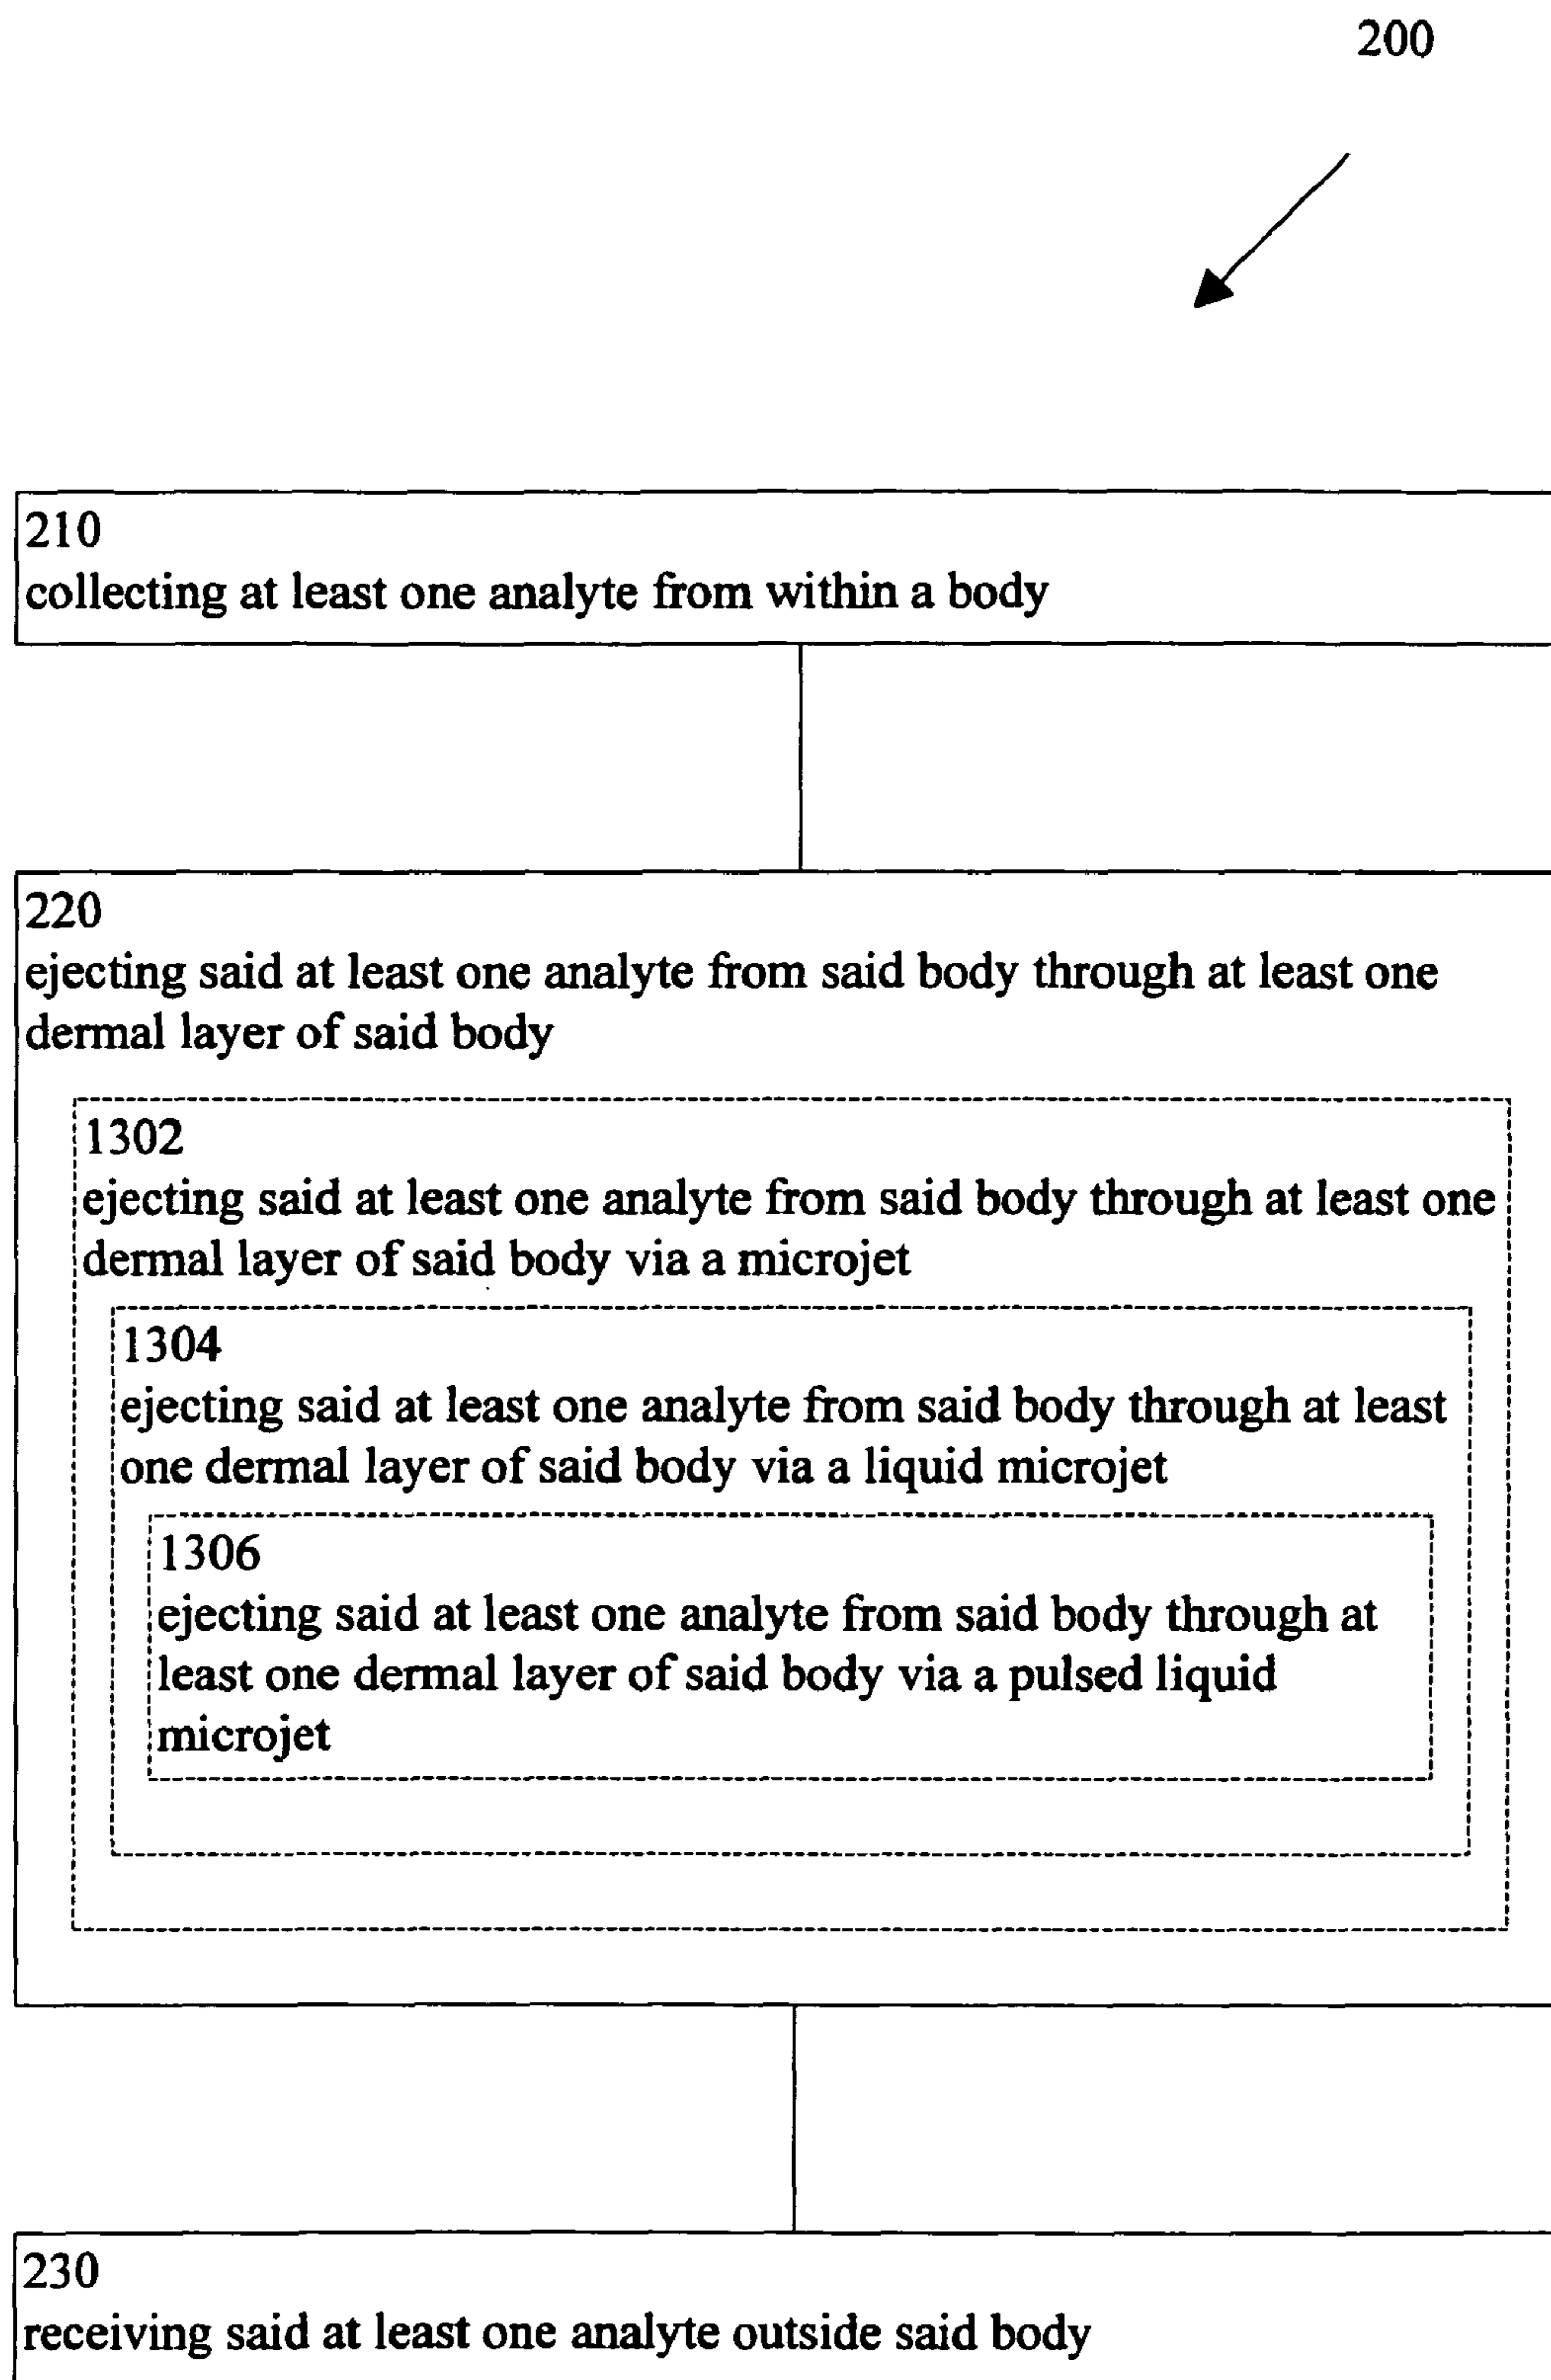 200
210
collecting at least one analyte from within a body
220
ejecting said at least one analyte from said body through at least one
dermal layer of said body
1302
ejecting said at least one analyte from said body through at least one
dermal layer of said body via a microjet
1304
ejecting said at least one analyte from said body through at least
one dermal layer of said body via a liquid microjet
1306
ejecting said at least one analyte from said body through at
least one dermal layer of said body via a pulsed liquid
microjet
230
receiving said at least one analyte outside said body